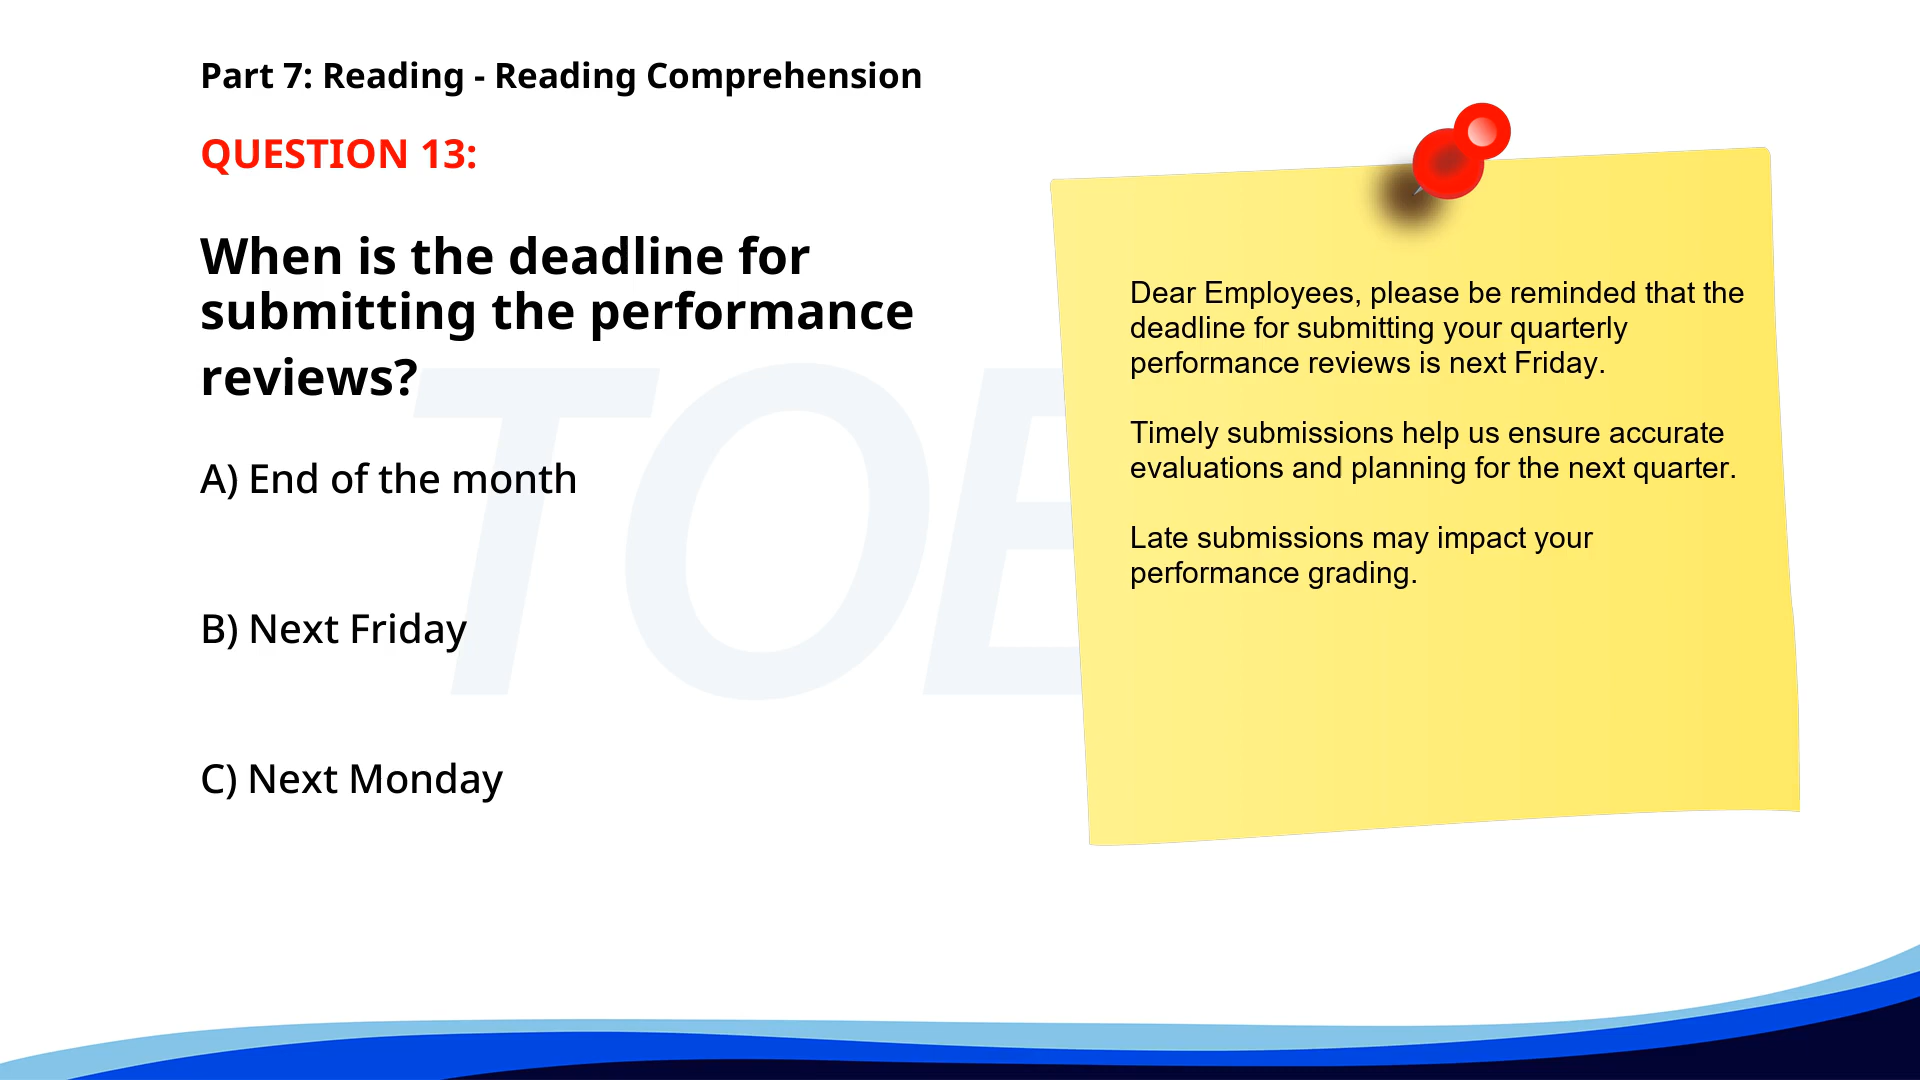 Part 7: Reading - Reading Comprehension
QUESTION 13:
When is the deadline for
submitting the performance
reviews?
A) End of the month
B) Next Friday
C) Next Monday
Dear Employees, please be reminded that the
deadline for submitting your quarterly
performance reviews is next Friday.
Timely submissions help us ensure accurate
evaluations and planning for the next quarter.
Late submissions may impact your
performance grading.